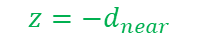 z = −d_near